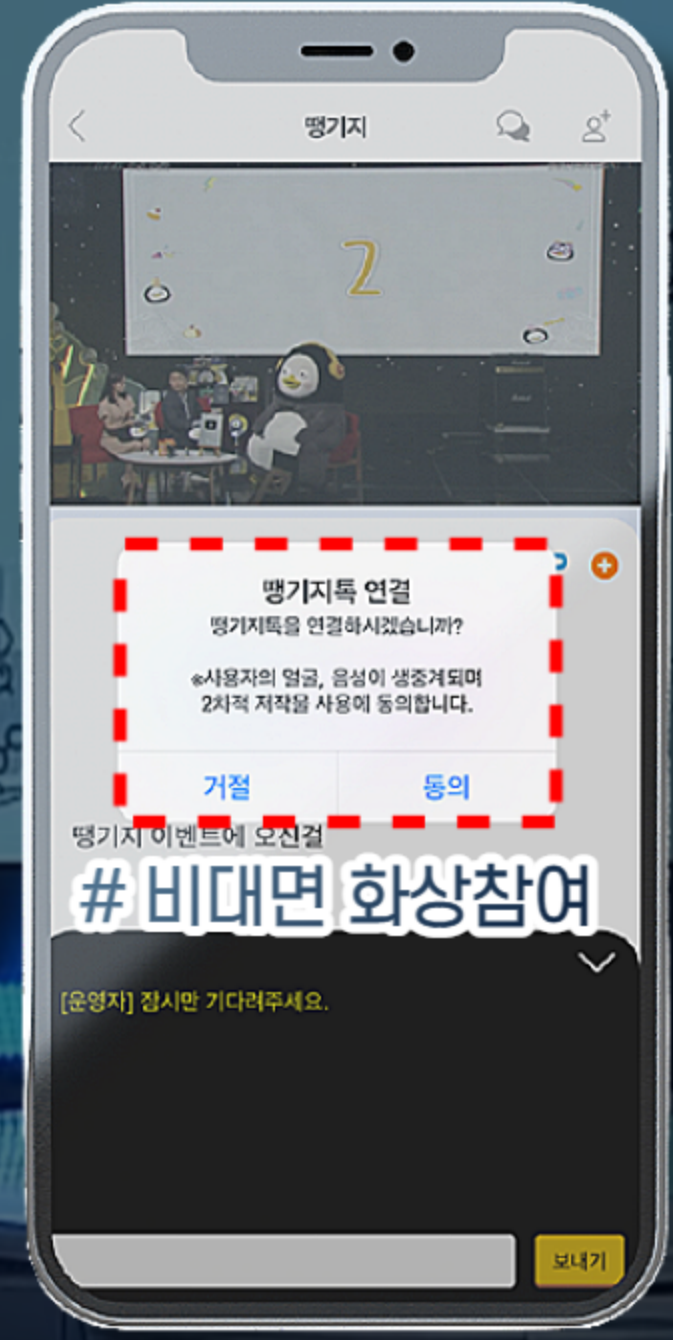 땡기지
2
땡기지톡 연결
떵기지톡을 연결하시겠습니까?
※사용자의 얼굴, 음성이 생중계되며
2차적 저작물 사용에 동의합니다.
거절
동의
땡기지 이벤트에 오신걸
# 비대면 화상참여
[운영자] 잠시만 기다려주세요.
보내기